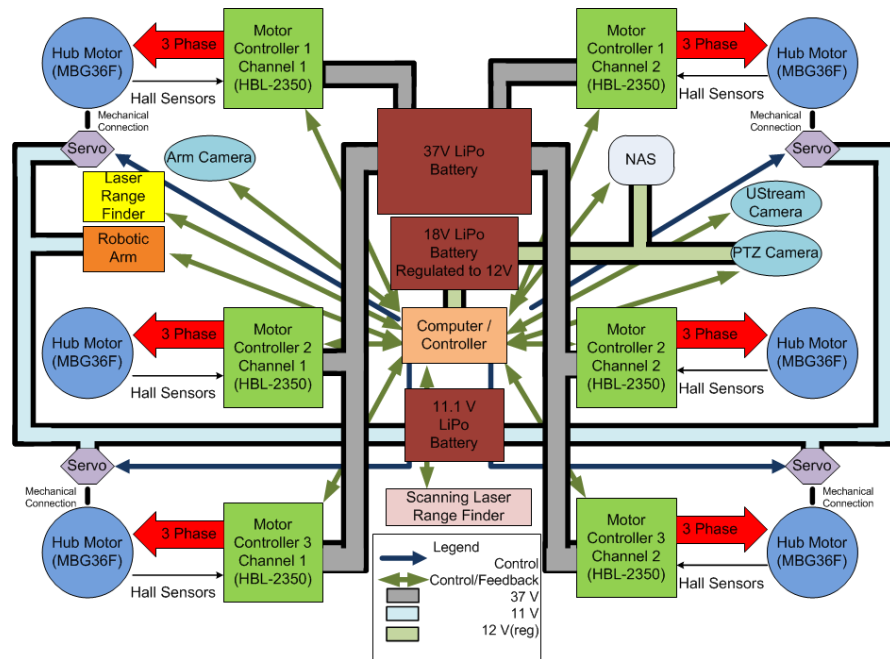 Hub Motor
(MBG36F)
3 Phase
Hall Sensors
Motor
Controller 1
Channel 1
(HBL-2350)
Motor
Controller 1
Channel 2
(HBL-2350)
3 Phase
Hall Sensors
Hub Motor
(MBG36F)
Mechanical
Connection
Servo
Arm Camera
37V LiPo
Battery
NAS
Mechanical
Connection
Servo
Laser
Range
Finder
UStream
Camera
Robotic
Arm
18V LiPo
Battery
Regulated to 12V
PTZ Camera
Hub Motor
(MBG36F)
3 Phase
Hall Sensors
Motor
Controller 2
Channel 1
(HBL-2350)
Computer /
Controller
Motor
Controller 2
Channel 2
(HBL-2350)
3 Phase
Hall Sensors
Hub Motor
(MBG36F)
11.1 V
LiPo
Battery
Servo
Mechanical
Connection
Servo
Mechanical
Connection
Scanning Laser
Range Finder
Hub Motor
(MBG36F)
3 Phase
Hall Sensors
Motor
Controller 3
Channel 1
(HBL-2350)
Motor
Controller 3
Channel 2
(HBL-2350)
3 Phase
Hall Sensors
Hub Motor
(MBG36F)
Legend
Control
Control/Feedback
37 V
11 V
12 V(reg)